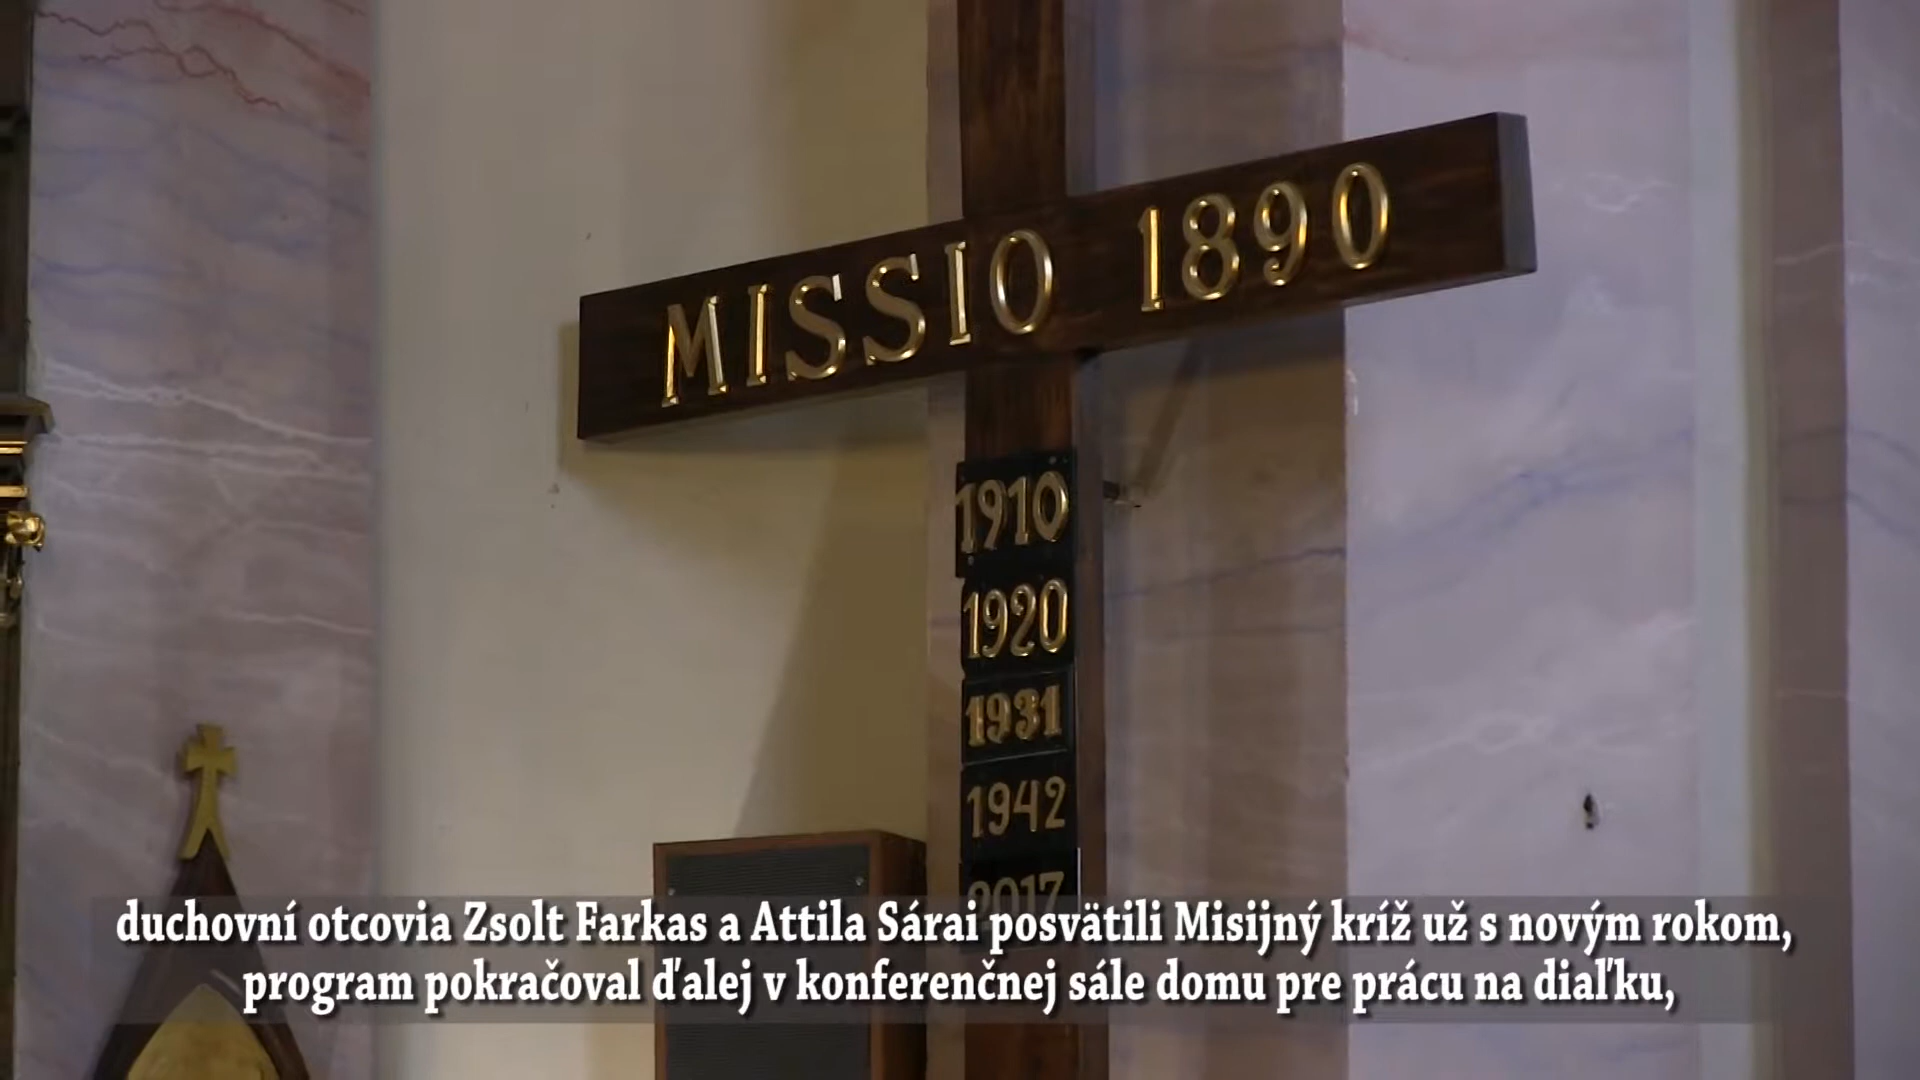 MISSIO 1890
1910
1920
1931
1942
2017
duchovní otcovia Zsolt Farkas a Attila Sárai posvätili Misijný kríž už s novým rokom,
program pokračoval ďalej v konferenčnej sále domu pre prácu na diaľku,